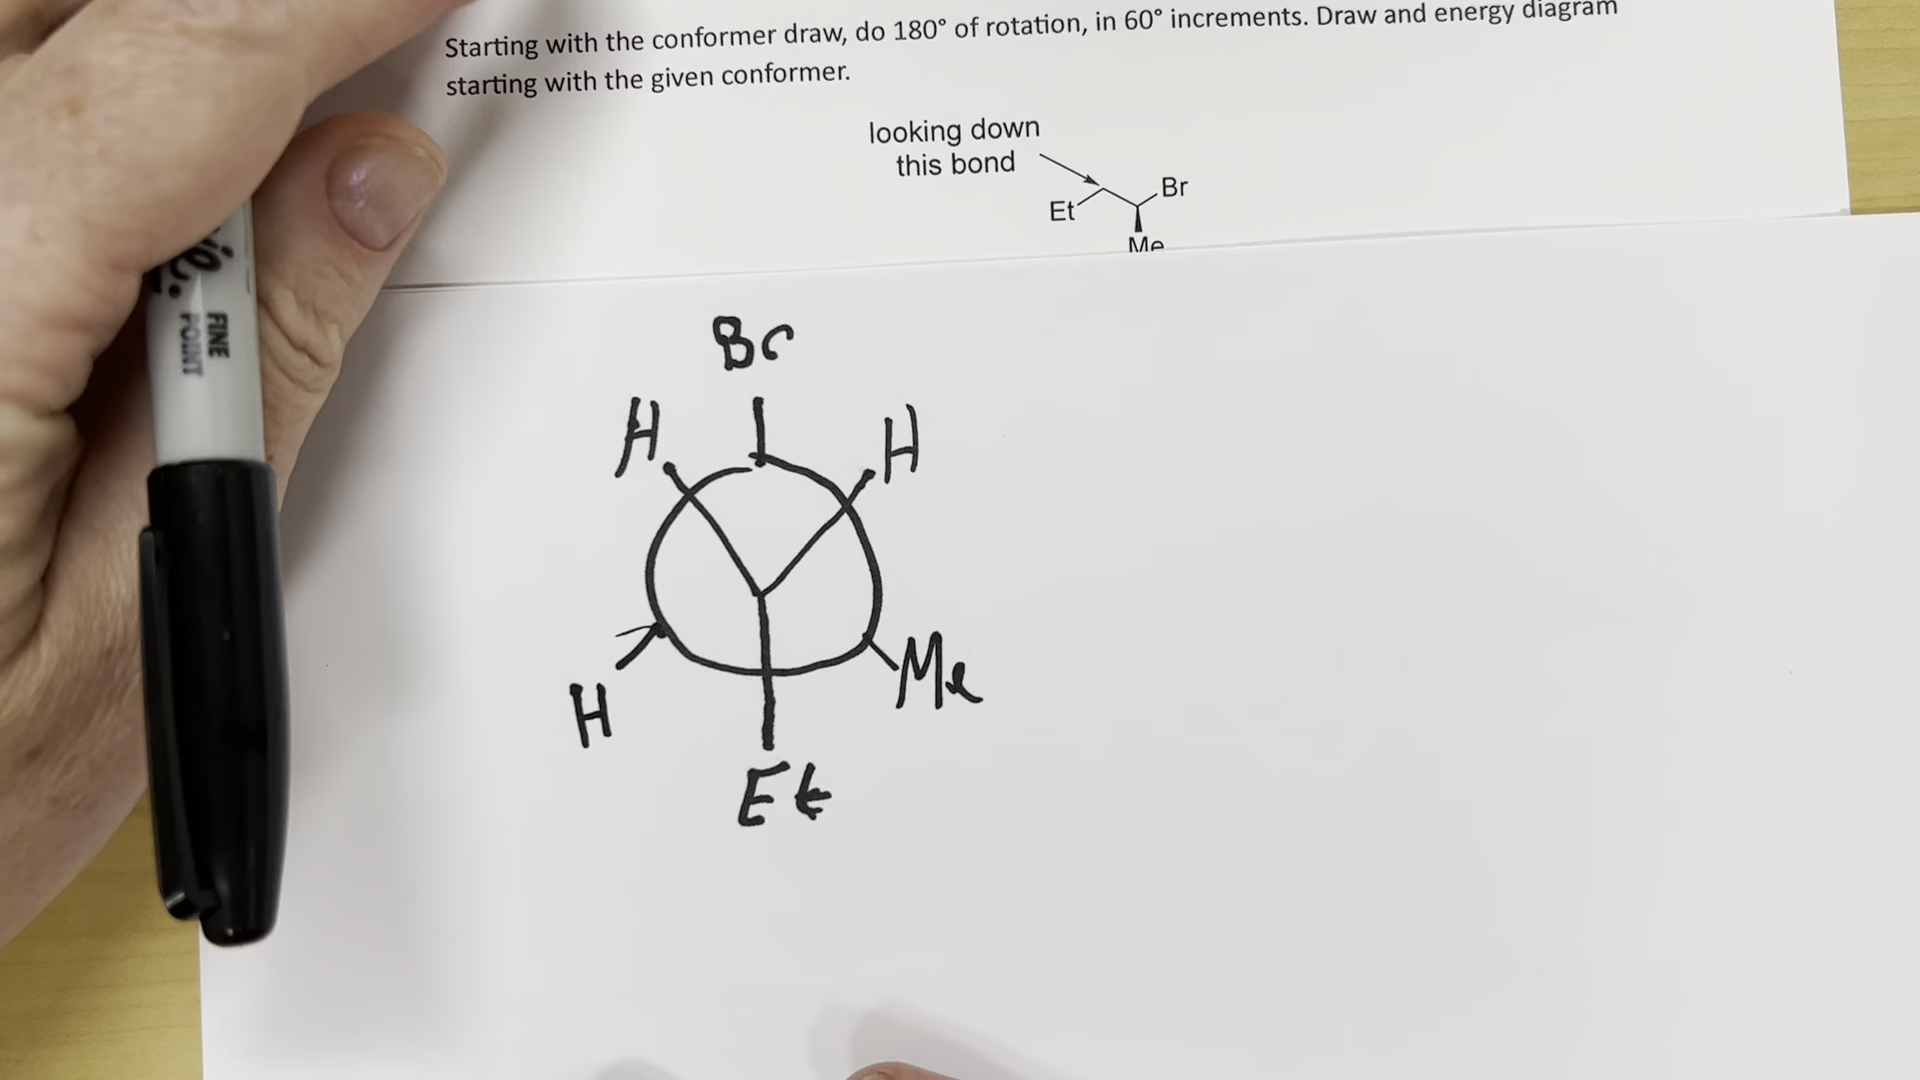 Starting with the conformer draw, do 180° of rotation, in 60° increments. Draw and energy diagram
starting with the given conformer.
looking down
this bond
Br
Et
Me
Br
H
H
H
Me
Et
FINE
POINT